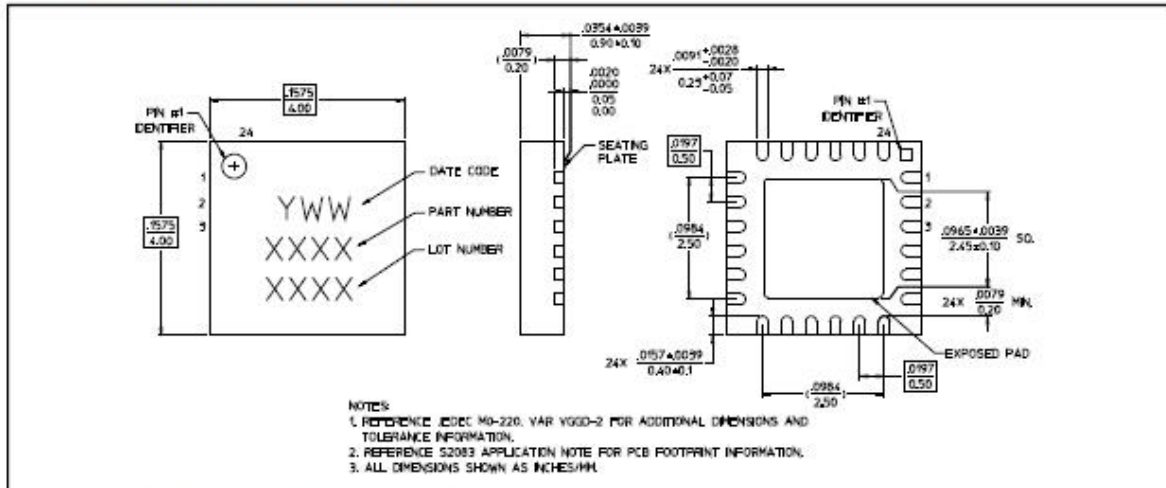 .1575
4.00
PIN #1
IDENTIFIER
24
1
2
3
.1575
4.00
YWW
XXXX
XXXX
DATE CODE
PART NUMBER
LOT NUMBER
.0354±.0039
0.90±0.10
(.0079
0.20)
.0020
.0000
0.05
0.00
SEATING
PLATE
24X .0091+.0028
-.0020
0.23+0.07
-0.05
PIN #1
IDENTIFIER
24
.0197
0.50
1
2
3
(.0984
2.50)
.0965±.0039
2.45±0.10 SQ.
24X .0079
0.20 MIN.
EXPOSED PAD
24X .0157±.0039
0.40±0.1
(.0984)
2.50
.0197
0.50
NOTES:
1. REFERENCE JEDEC MO-220, VAR VGGD-2 FOR ADDITIONAL DIMENSIONS AND
TOLERANCE INFORMATION.
2. REFERENCE S2083 APPLICATION NOTE FOR PCB FOOTPRINT INFORMATION.
3. ALL DIMENSIONS SHOWN AS INCHES/MM.